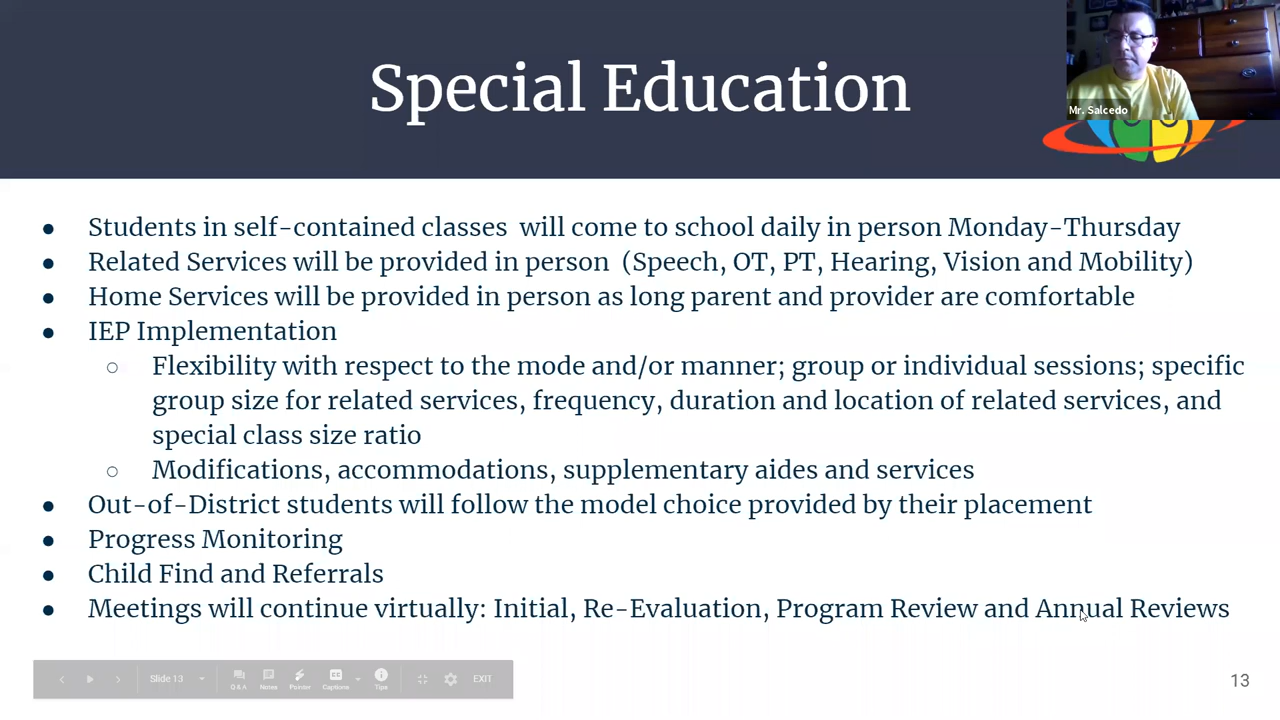 Special Education
Mr. Salcedo
● Students in self-contained classes will come to school daily in person Monday-Thursday
● Related Services will be provided in person (Speech, OT, PT, Hearing, Vision and Mobility)
● Home Services will be provided in person as long parent and provider are comfortable
● IEP Implementation
○ Flexibility with respect to the mode and/or manner; group or individual sessions; specific
group size for related services, frequency, duration and location of related services, and
special class size ratio
○ Modifications, accommodations, supplementary aides and services
● Out-of-District students will follow the model choice provided by their placement
● Progress Monitoring
● Child Find and Referrals
● Meetings will continue virtually: Initial, Re-Evaluation, Program Review and Annual Reviews
Slide 13 Q&A Notes Pointer CC Captions Tips EXIT
13